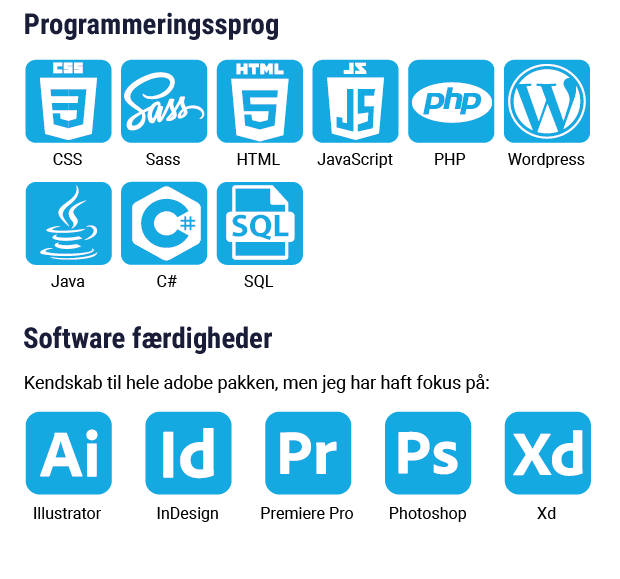 Programmeringssprog
CSS Sass HTML JS php W
CSS Sass HTML JavaScript PHP Wordpress
C# SQL
Java C# SQL
Software færdigheder
Kendskab til hele adobe pakken, men jeg har haft fokus på:
Ai Id Pr Ps Xd
Illustrator InDesign Premiere Pro Photoshop Xd